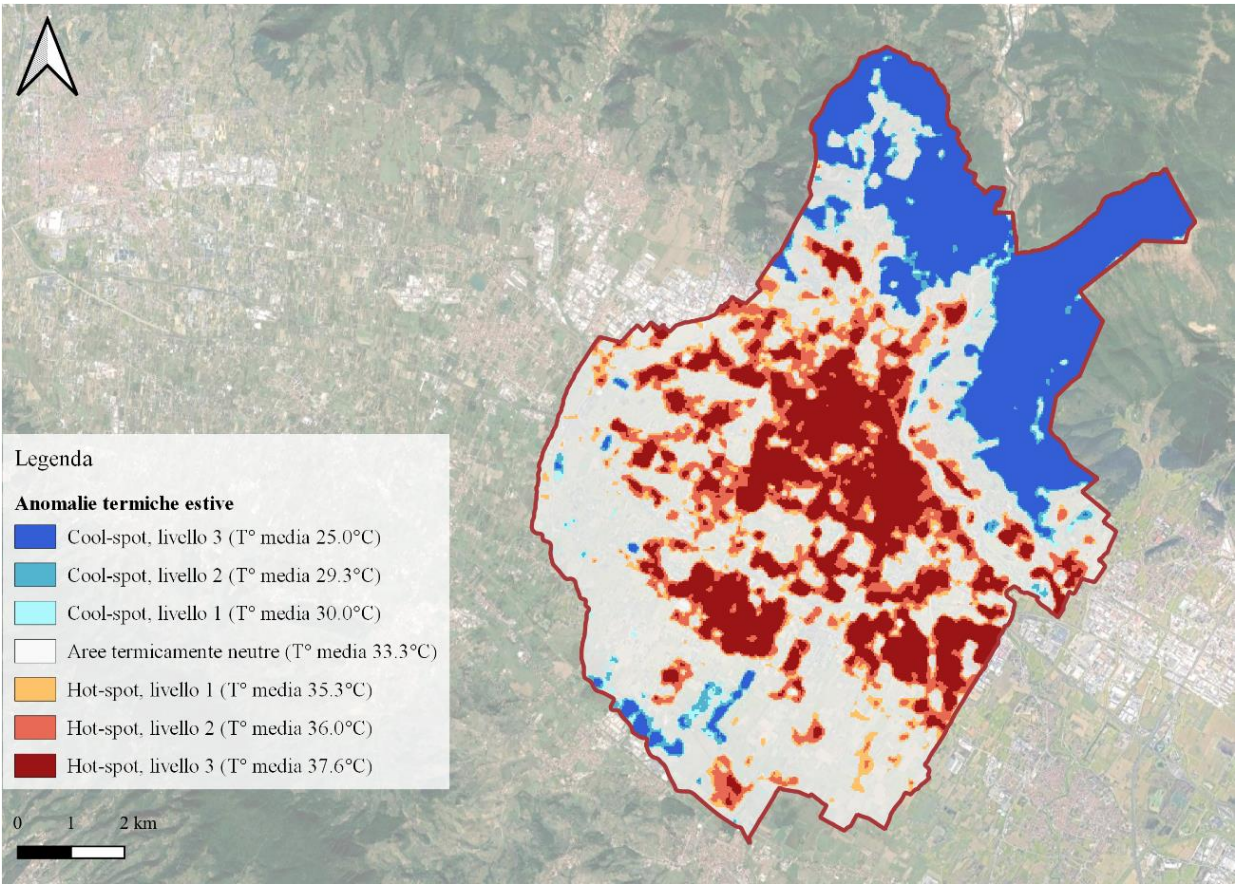 Legenda
Anomalie termiche estive
Cool-spot, livello 3 (T° media 25.0°C)
Cool-spot, livello 2 (T° media 29.3°C)
Cool-spot, livello 1 (T° media 30.0°C)
Aree termicamente neutre (T° media 33.3°C)
Hot-spot, livello 1 (T° media 35.3°C)
Hot-spot, livello 2 (T° media 36.0°C)
Hot-spot, livello 3 (T° media 37.6°C)
0 1 2 km